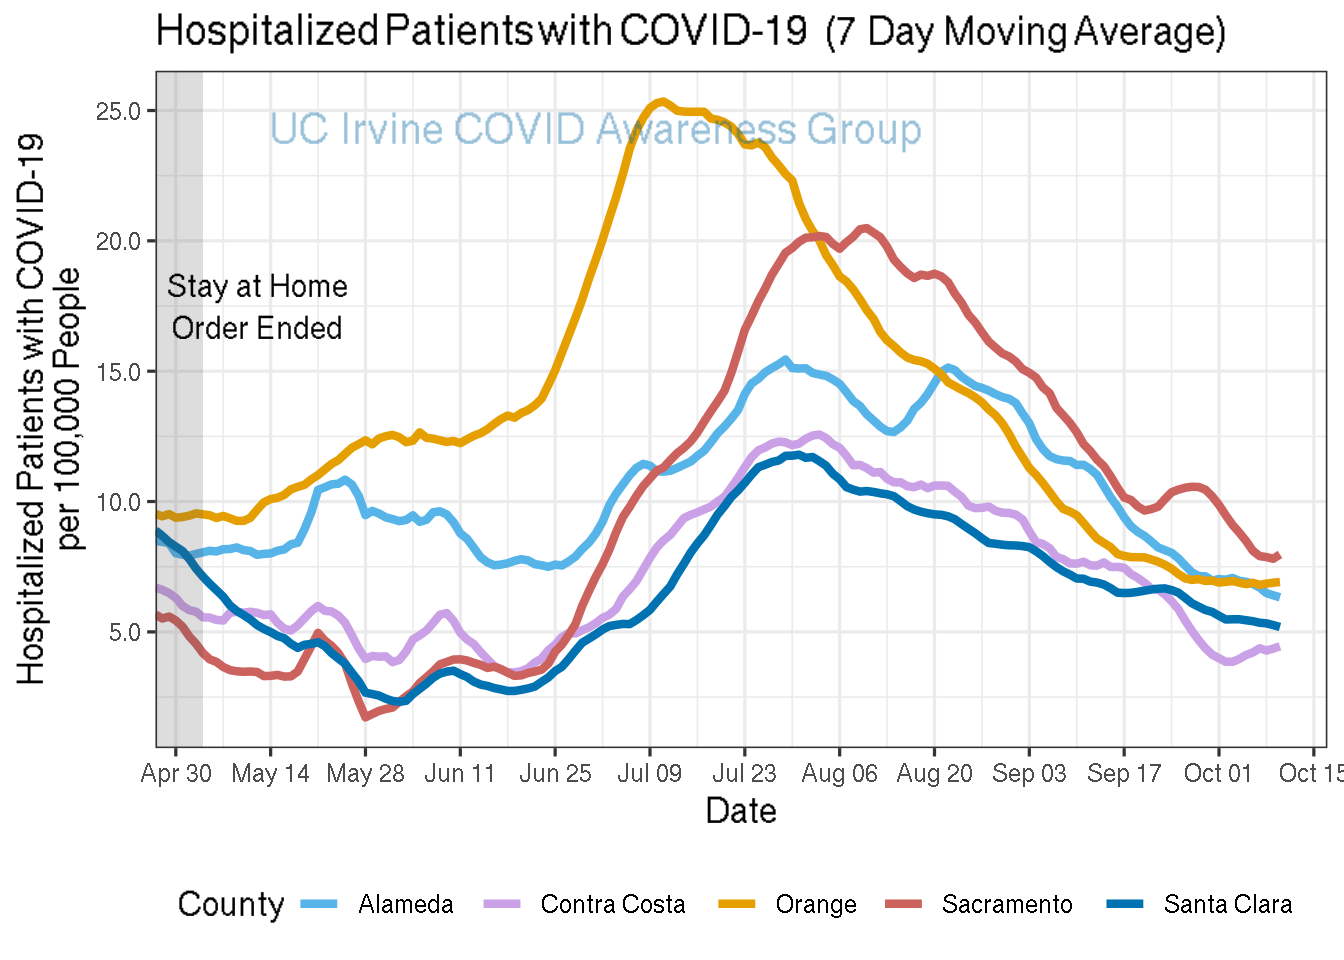 Hospitalized Patients with COVID-19 (7 Day Moving Average)
UC Irvine COVID Awareness Group
Hospitalized Patients with COVID-19
per 100,000 People
25.0
20.0
15.0
10.0
5.0
Stay at Home
Order Ended
Apr 30 May 14 May 28 Jun 11 Jun 25 Jul 09 Jul 23 Aug 06 Aug 20 Sep 03 Sep 17 Oct 01 Oct 15
Date
County Alameda Contra Costa Orange Sacramento Santa Clara